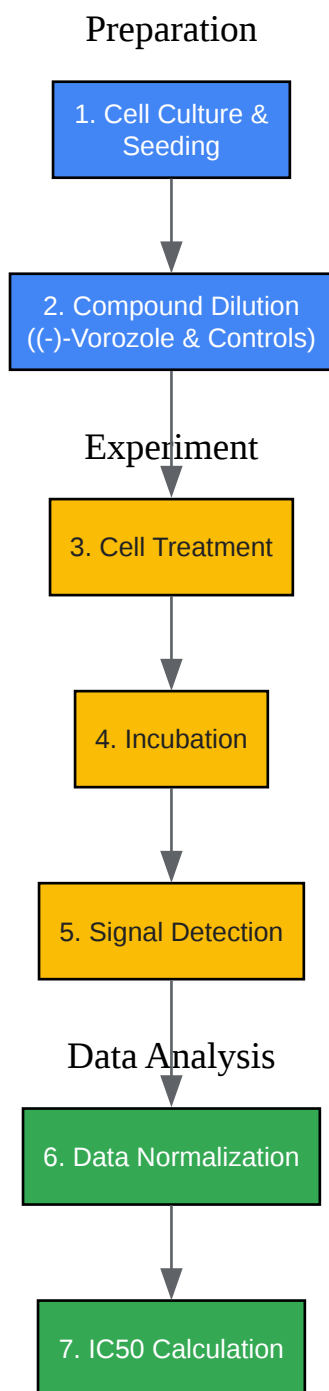 Preparation
1. Cell Culture &
Seeding
2. Compound Dilution
((-)-Vorozole & Controls)
Experiment
3. Cell Treatment
4. Incubation
5. Signal Detection
Data Analysis
6. Data Normalization
7. IC50 Calculation